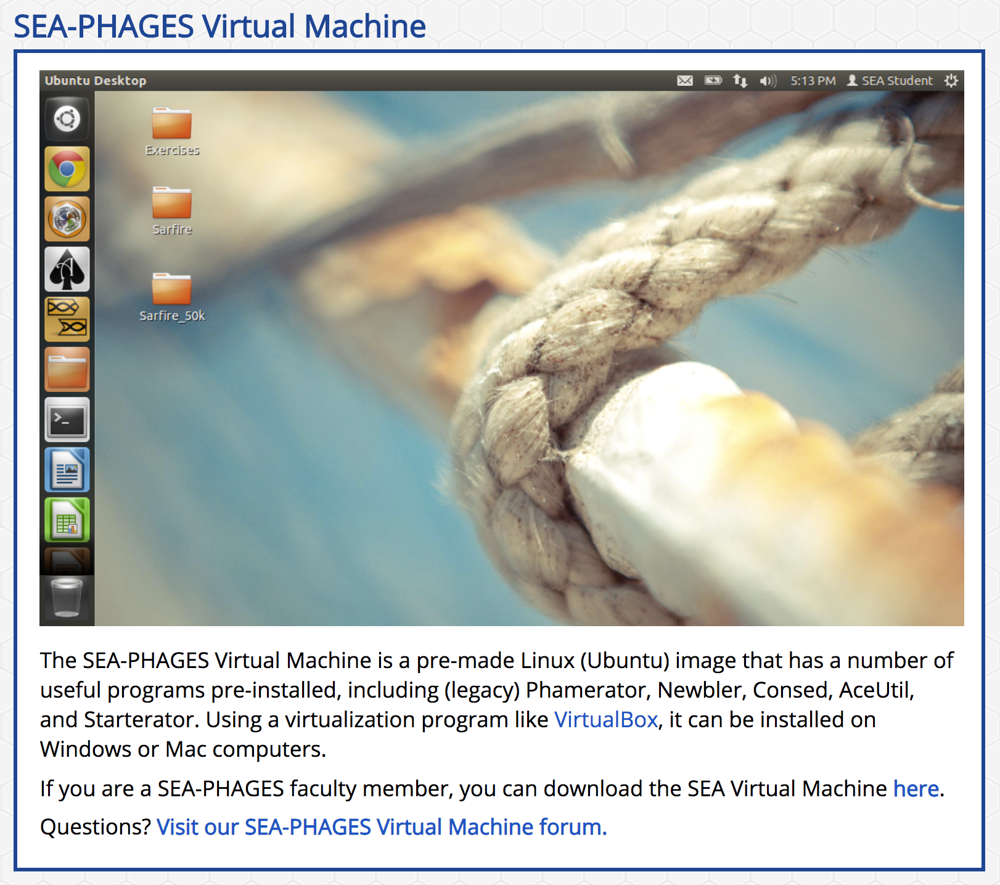 SEA-PHAGES Virtual Machine
Ubuntu Desktop
5:13 PM
SEA Student
Exercises
Sarfire
Sarfire_50k
A
>_
The SEA-PHAGES Virtual Machine is a pre-made Linux (Ubuntu) image that has a number of
useful programs pre-installed, including (legacy) Phamerator, Newbler, Consed, AceUtil,
and Starterator. Using a virtualization program like VirtualBox, it can be installed on
Windows or Mac computers.
If you are a SEA-PHAGES faculty member, you can download the SEA Virtual Machine here.
Questions? Visit our SEA-PHAGES Virtual Machine forum.